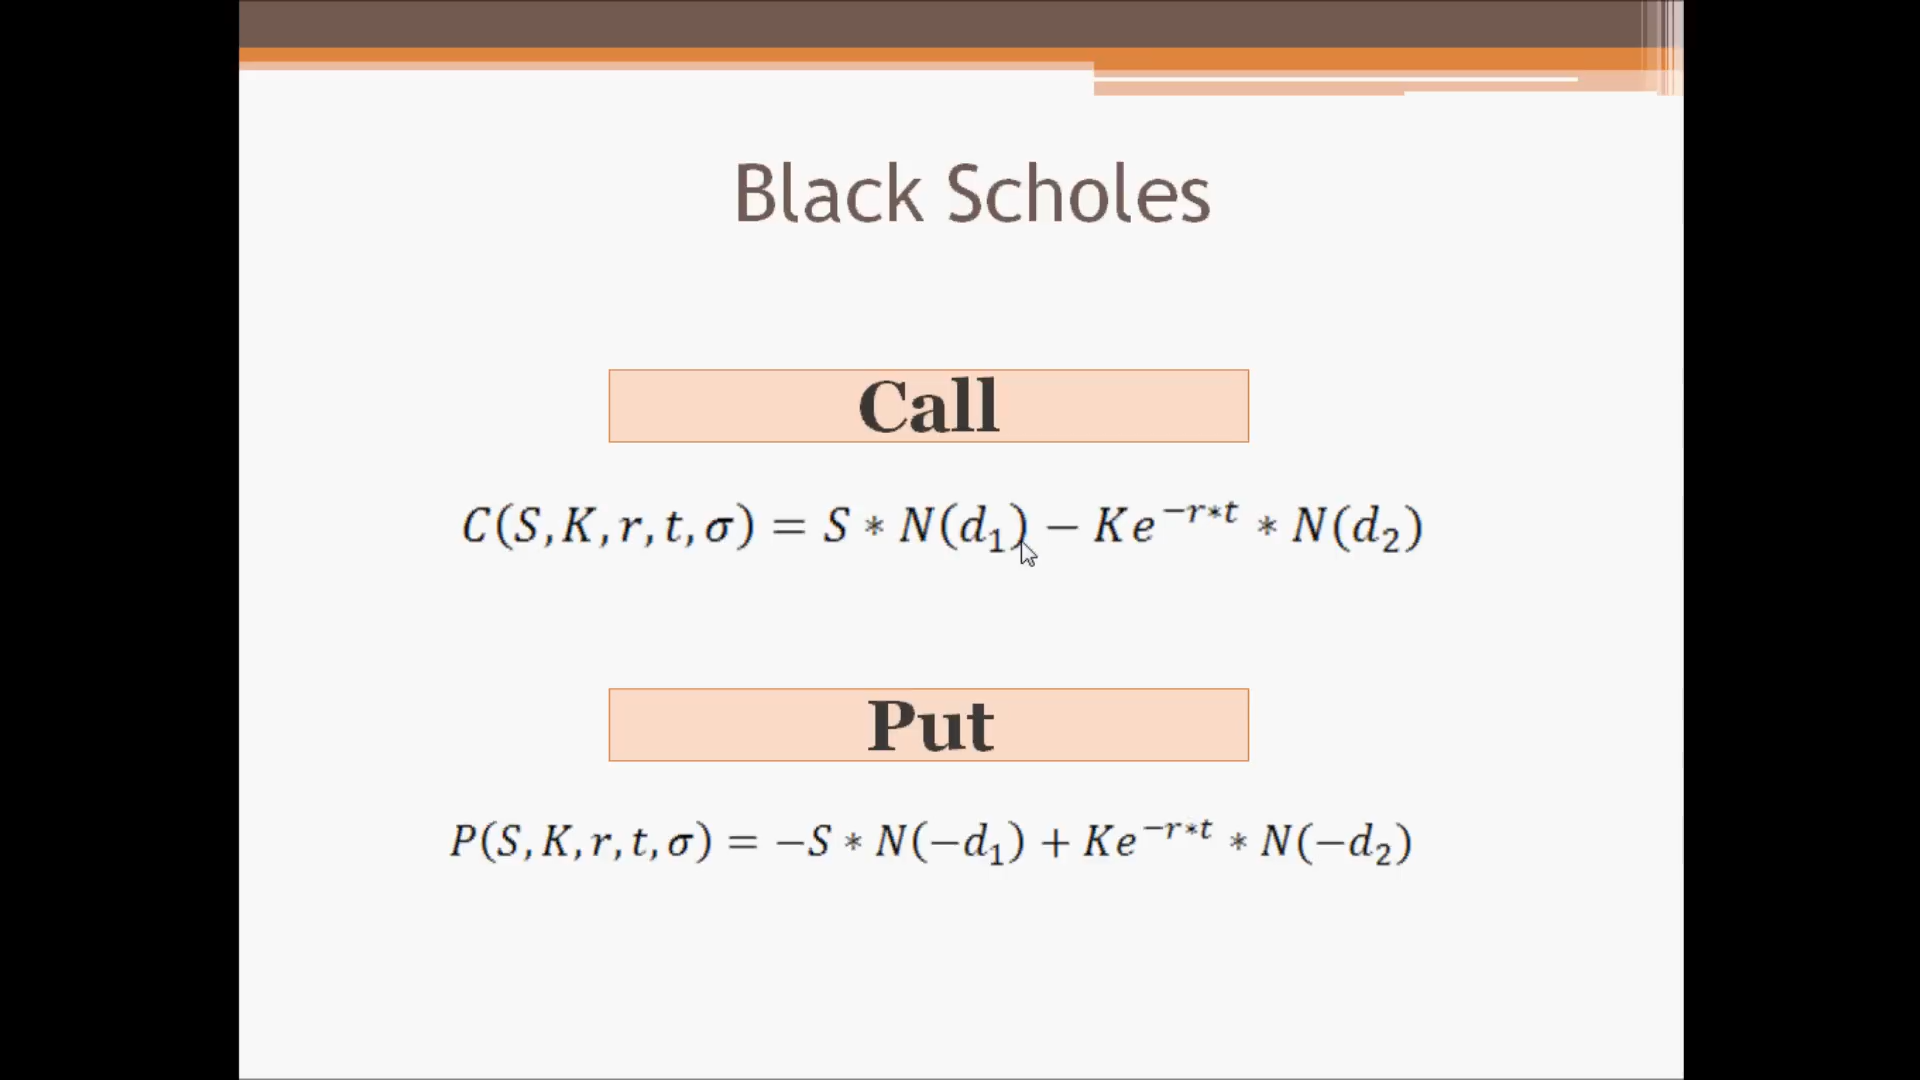 Black Scholes
Call
C(S,K,r,t,σ) = S * N(d₁) − Ke^{−r*t} * N(d₂)
Put
P(S,K,r,t,σ) = −S * N(−d₁) + Ke^{−r*t} * N(−d₂)